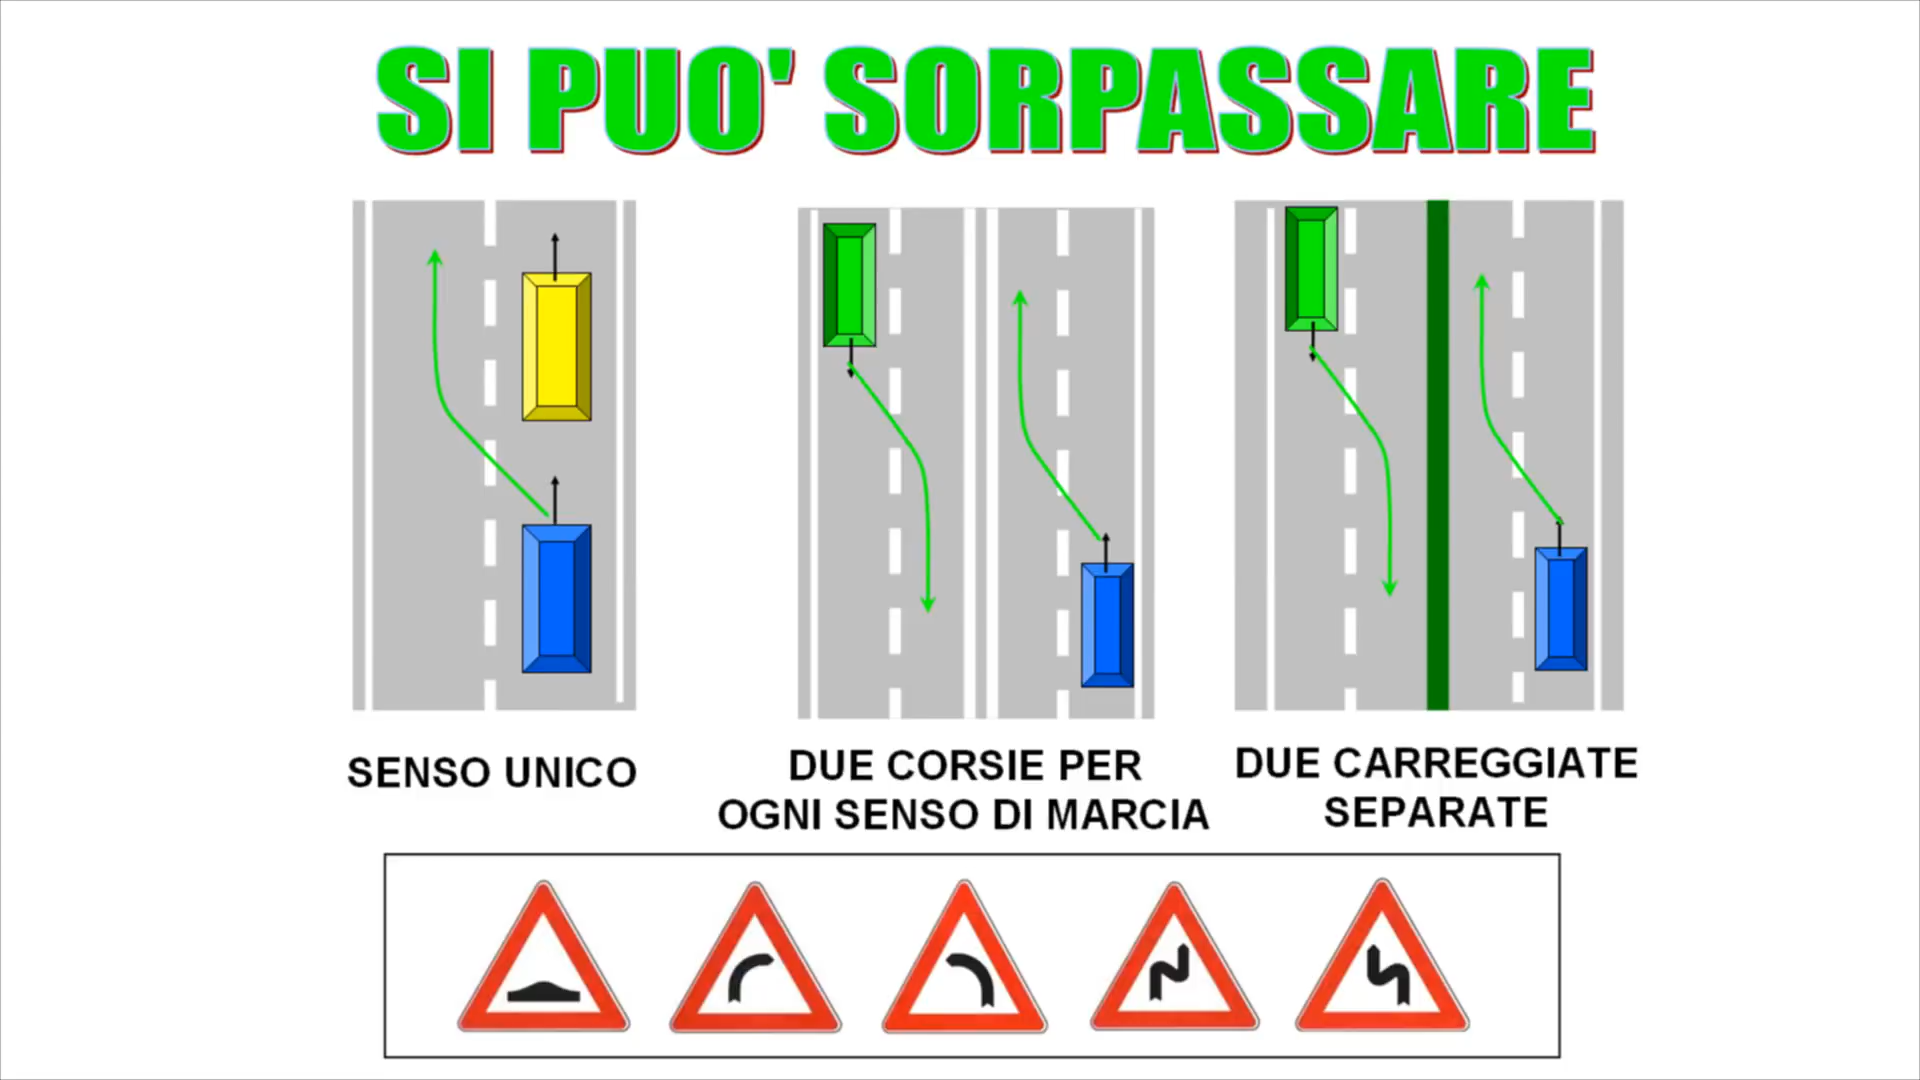 SI PUO' SORPASSARE
SENSO UNICO
DUE CORSIE PER
OGNI SENSO DI MARCIA
DUE CARREGGIATE
SEPARATE